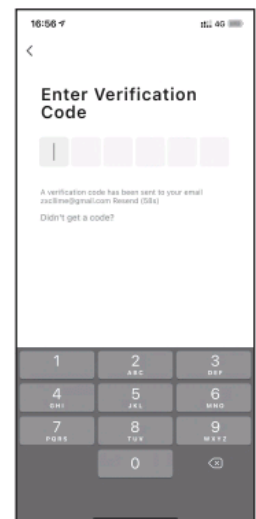 16:56
4G
Enter Verification
Code
A verification code has been sent to your email
Resend (58s)
Didn't get a code?
1
2
ABC
3
DEF
4
GHI
5
JKL
6
MNO
7
PQRS
8
TUV
9
WXYZ
0